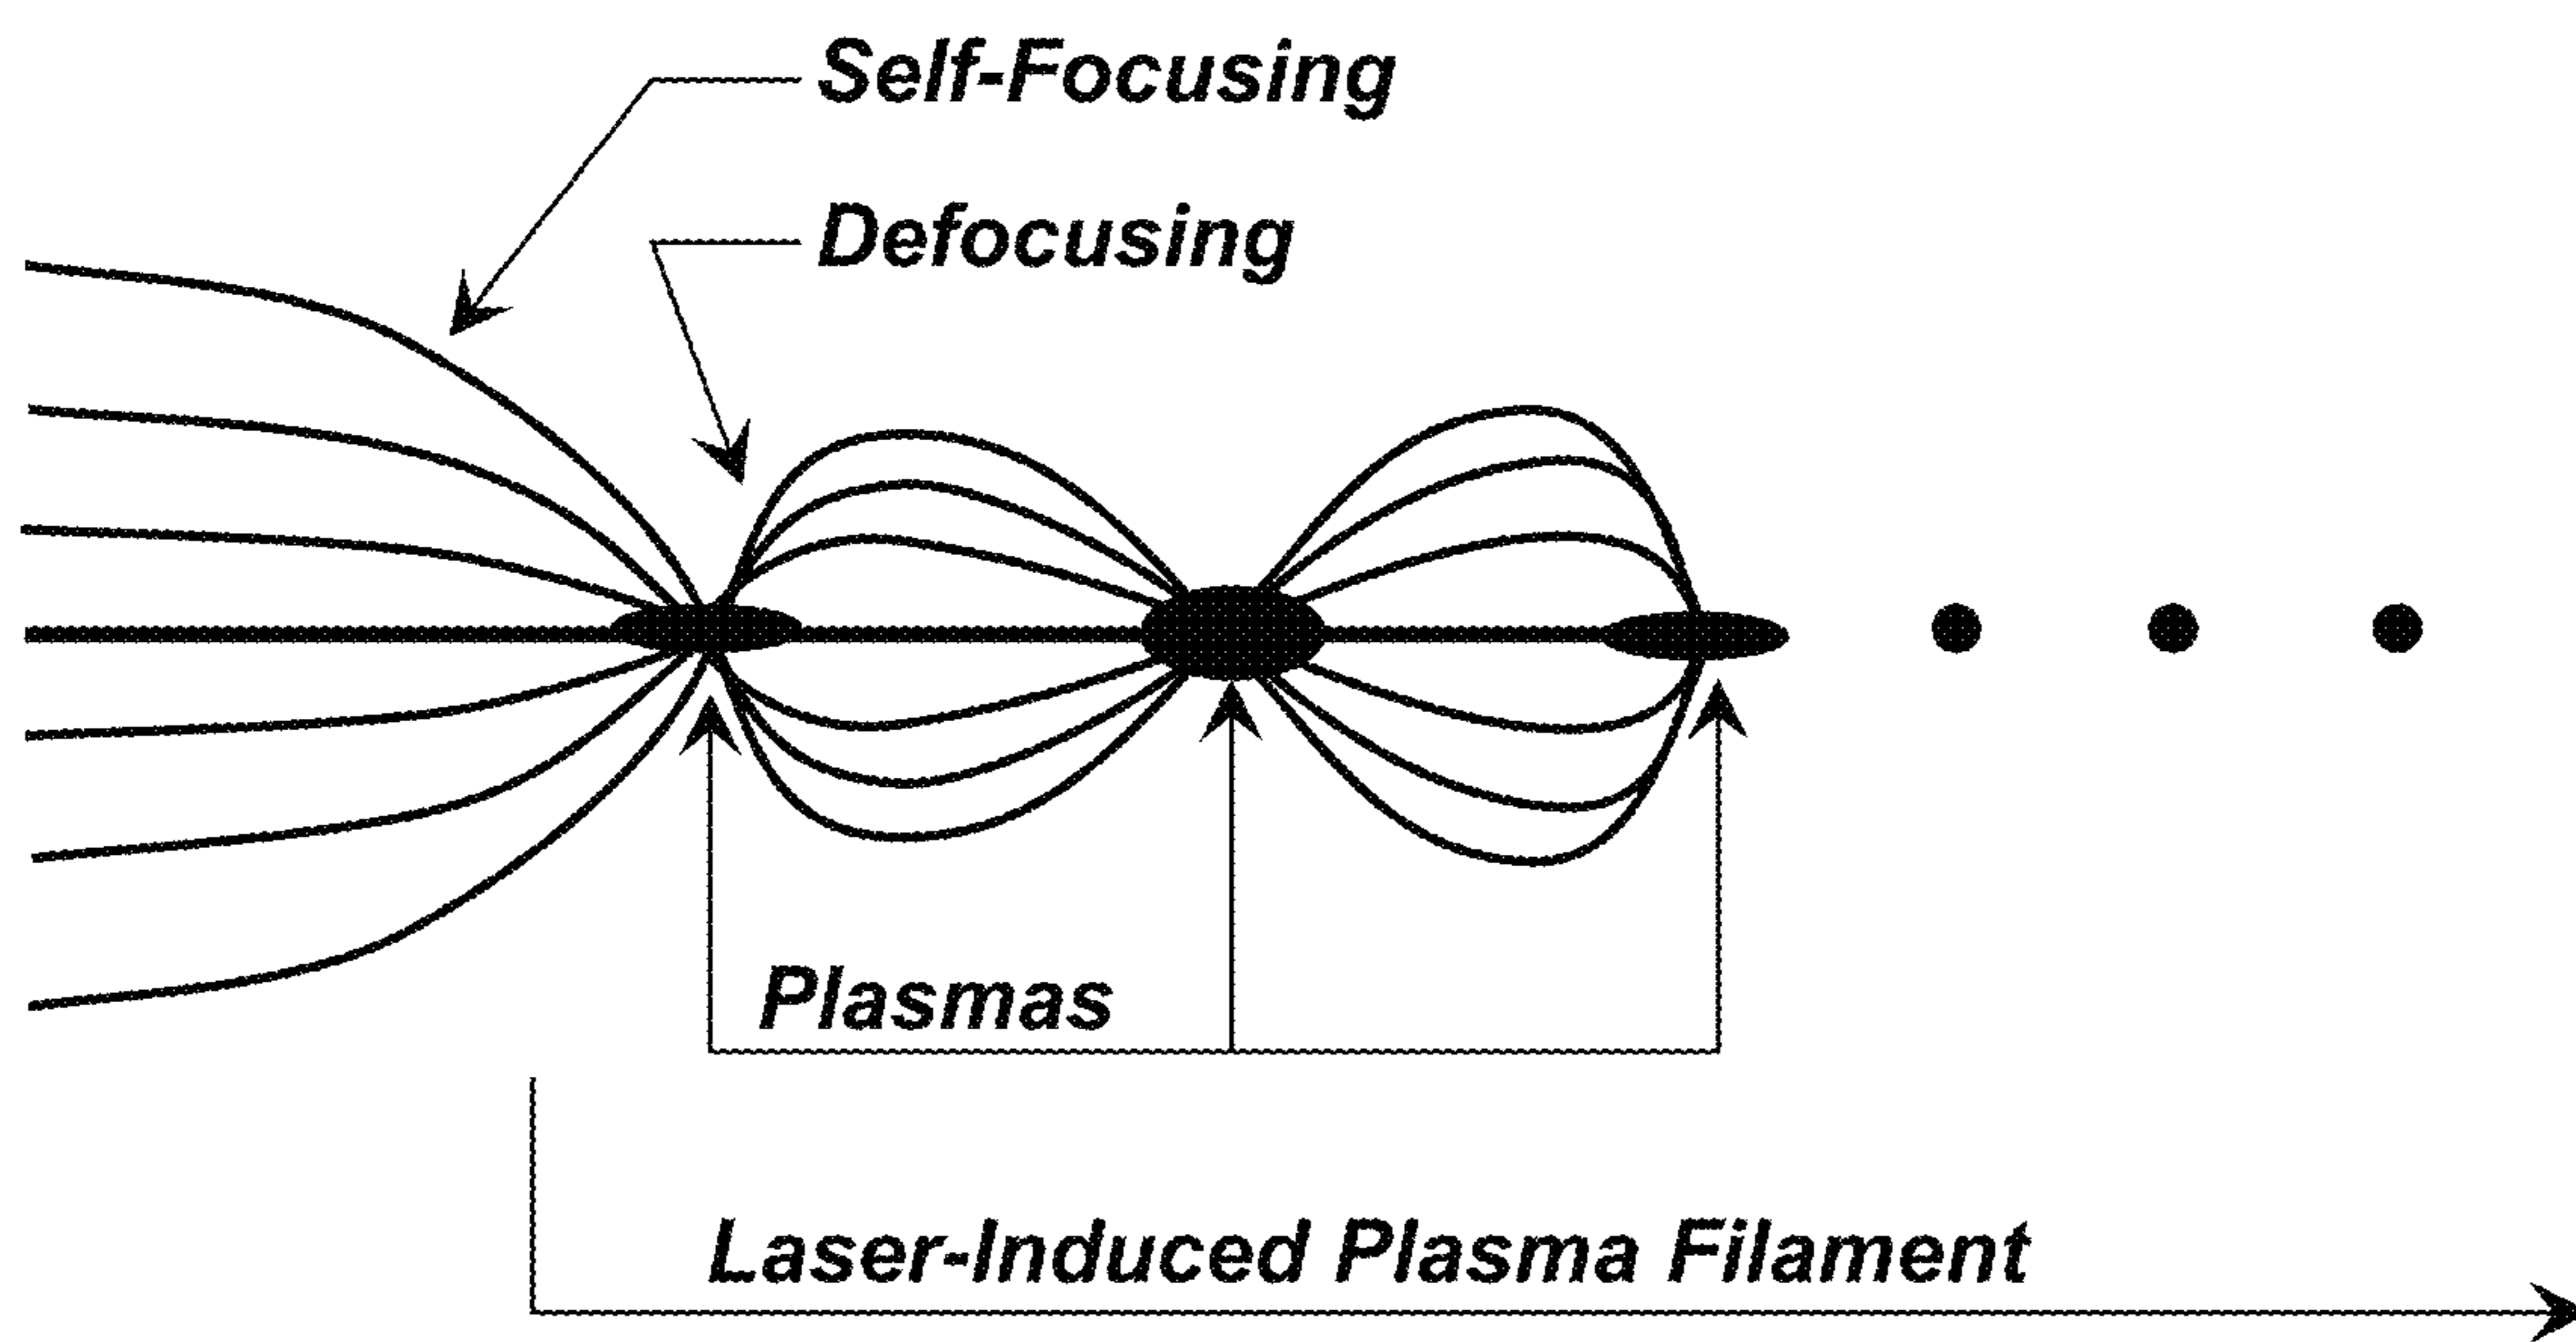 Self-Focusing
Defocusing
Plasmas
Laser-Induced Plasma Filament